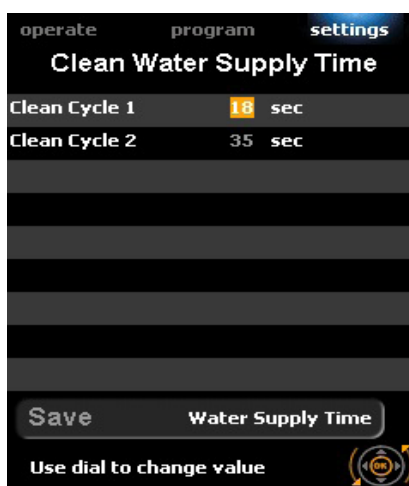 operate program settings
Clean Water Supply Time
Clean Cycle 1 18 sec
Clean Cycle 2 35 sec
Save Water Supply Time
Use dial to change value OK